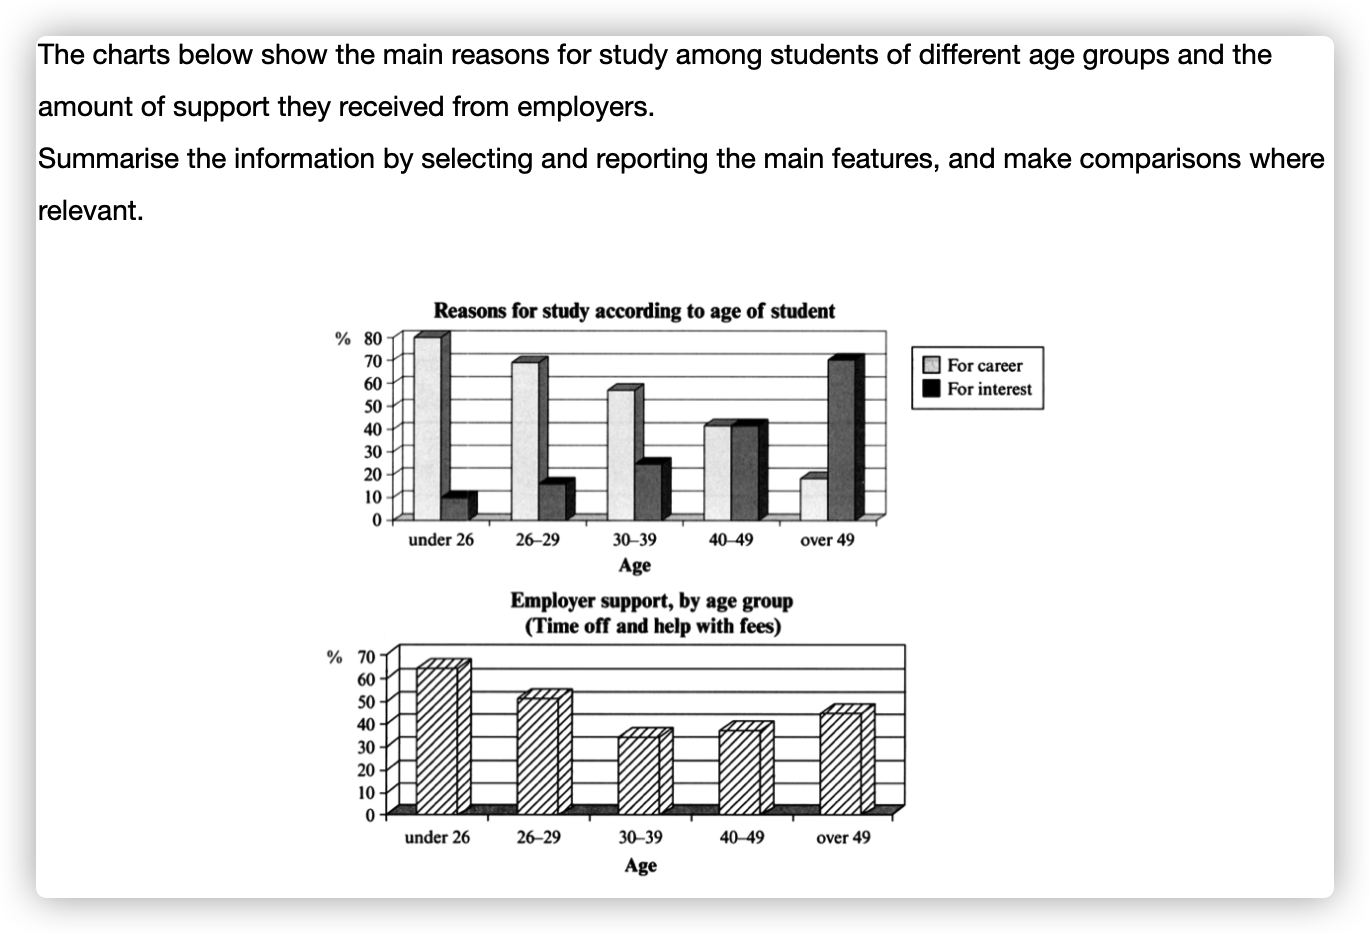 The charts below show the main reasons for study among students of different age groups and the
amount of support they received from employers.
Summarise the information by selecting and reporting the main features, and make comparisons where
relevant.
Reasons for study according to age of student
%
80
70
60
50
40
30
20
10
0
under 26 26–29 30–39 40–49 over 49
Age
For career
For interest
Employer support, by age group
(Time off and help with fees)
%
70
60
50
40
30
20
10
0
under 26 26–29 30–39 40–49 over 49
Age